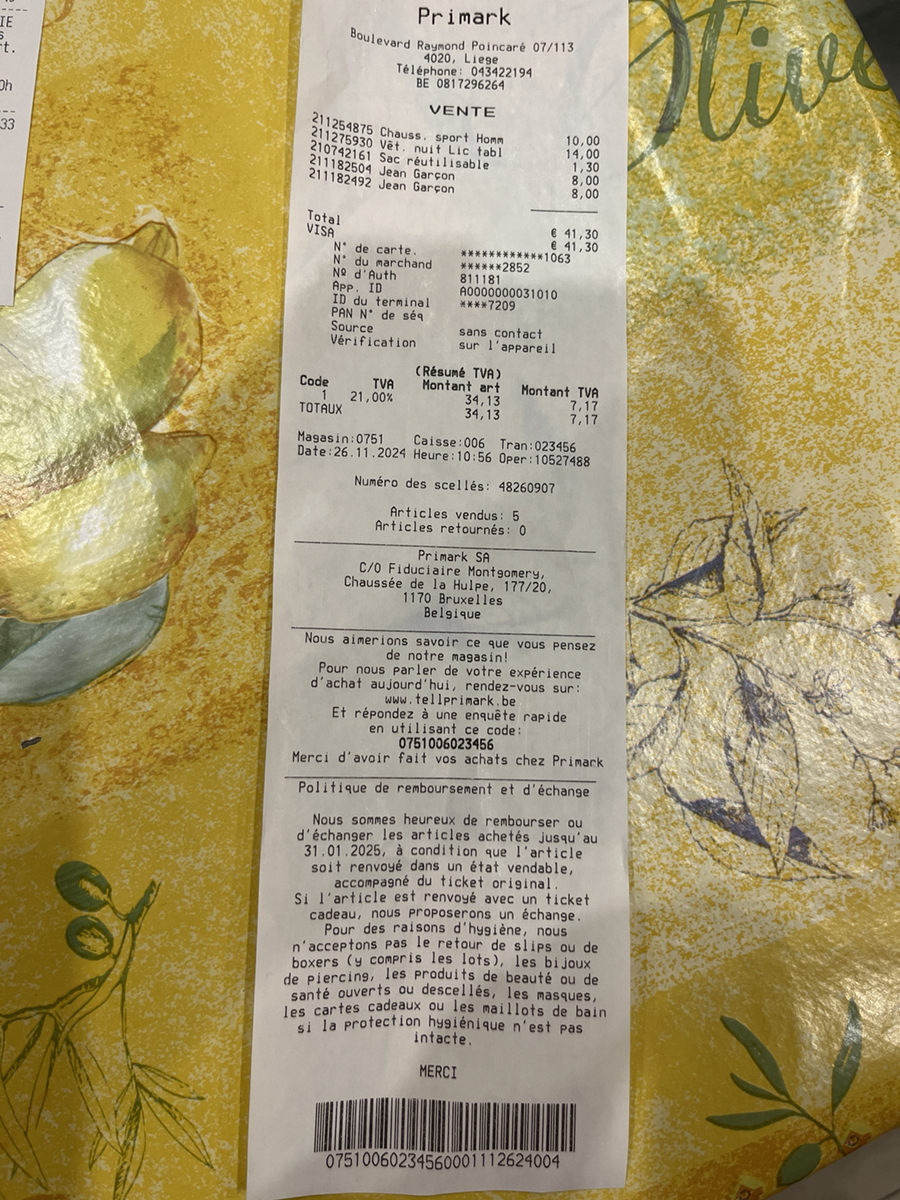 IE
s
rt.
0h
33
Olive
Primark
Boulevard Raymond Poincaré 07/113
4020, Liege
Téléphone: 043422194
BE 0817296264
VENTE
211254875 Chauss. sport Homm 10,00
211275930 Vêt. nuit Lic tabl 14,00
210742161 Sac réutilisable 1,30
211182504 Jean Garçon 8,00
211182492 Jean Garçon 8,00
Total € 41,30
VISA € 41,30
N° de carte. ************1063
N° du marchand ******2852
Nº d'Auth 811181
App. ID A0000000031010
ID du terminal ****7209
PAN N° de séq
Source sans contact
Vérification sur l'appareil
(Résumé TVA)
Code TVA Montant art Montant TVA
1 21,00% 34,13 7,17
TOTAUX 34,13 7,17
Magasin:0751 Caisse:006 Tran:023456
Date:26.11.2024 Heure:10:56 Oper:10527488
Numéro des scellés: 48260907
Articles vendus: 5
Articles retournés: 0
Primark SA
C/O Fiduciaire Montgomery,
Chaussée de la Hulpe, 177/20,
1170 Bruxelles
Belgique
Nous aimerions savoir ce que vous pensez
de notre magasin!
Pour nous parler de votre expérience
d'achat aujourd'hui, rendez-vous sur:
www.tellprimark.be
Et répondez à une enquête rapide
en utilisant ce code:
0751006023456
Merci d'avoir fait vos achats chez Primark
Politique de remboursement et d'échange
Nous sommes heureux de rembourser ou
d'échanger les articles achetés jusqu'au
31.01.2025, à condition que l'article
soit renvoyé dans un état vendable,
accompagné du ticket original.
Si l'article est renvoyé avec un ticket
cadeau, nous proposerons un échange.
Pour des raisons d'hygiène, nous
n'acceptons pas le retour de slips ou de
boxers (y compris les lots), les bijoux
de piercing, les produits de beauté ou de
santé ouverts ou descellés, les masques,
les cartes cadeaux ou les maillots de bain
si la protection hygiénique n'est pas
intacte.
MERCI
07510060234560001112624004